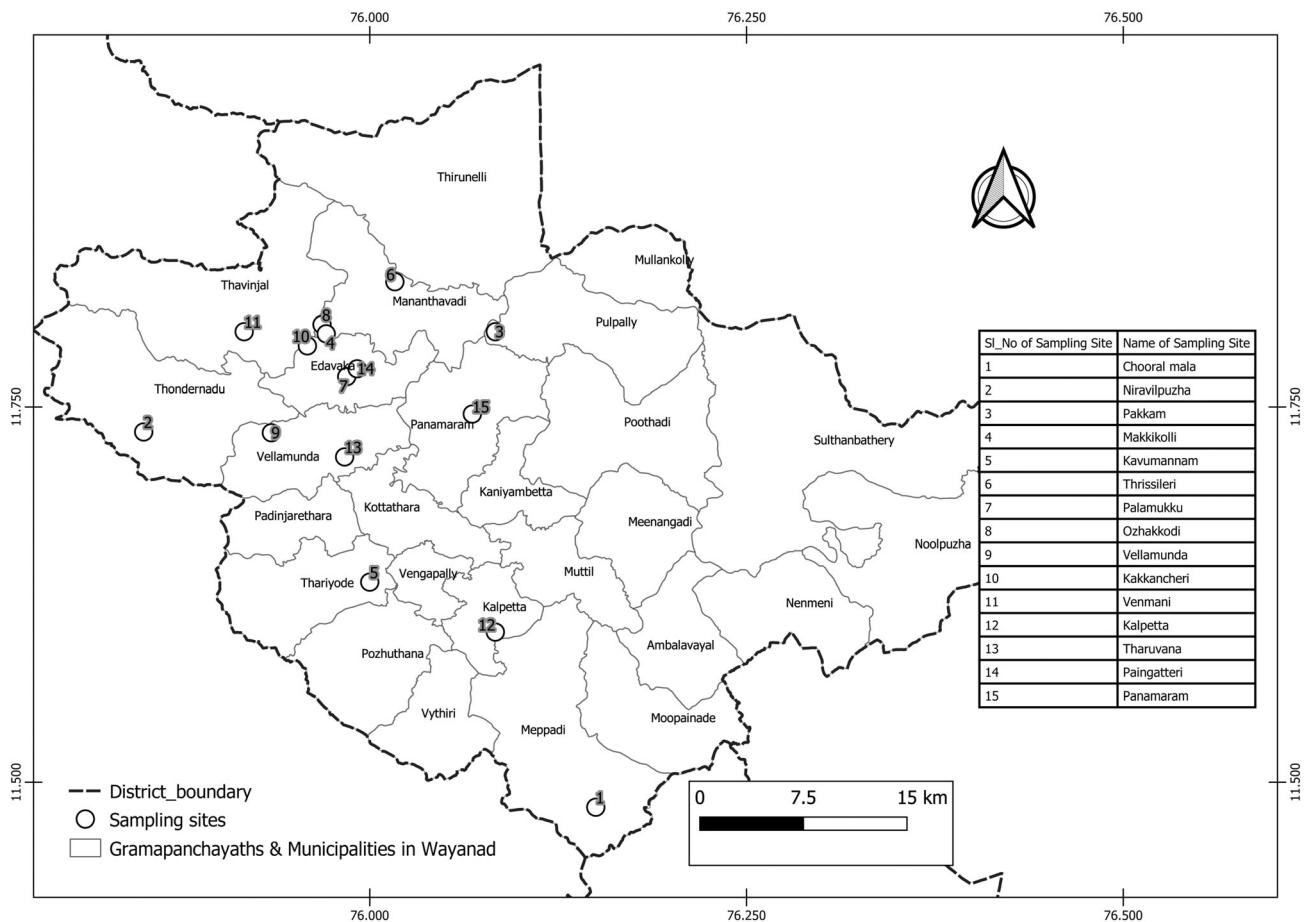 76.000
76.250
76.500
Thirunelli
Mullankolly
Thavinjal
6
Mananthavadi
Pulpally
11
8
3
10
4
Edavaka
14
7
Thondernadu
11.750
11.750
2
9
15
Panamaram
Poothadi
Sulthanbathery
Vellamunda
13
Kaniyambetta
Padinjarethara
Kottathara
Meenangadi
Noolpuzha
Thariyode
5
Vengapally
Muttil
Kalpetta
Nenmeni
12
Pozhuthana
Ambalavayal
Vythiri
Meppadi
Moopainade
11.500
11.500
1
Sl_No of Sampling Site Name of Sampling Site
1 Chooral mala
2 Niravilpuzha
3 Pakkam
4 Makkikolli
5 Kavumannam
6 Thrissileri
7 Palamukku
8 Ozhakkodi
9 Vellamunda
10 Kakkancheri
11 Venmani
12 Kalpetta
13 Tharuvana
14 Paingatteri
15 Panamaram
District_boundary
Sampling sites
Gramapanchayaths & Municipalities in Wayanad
0 7.5 15 km
76.000
76.250
76.500